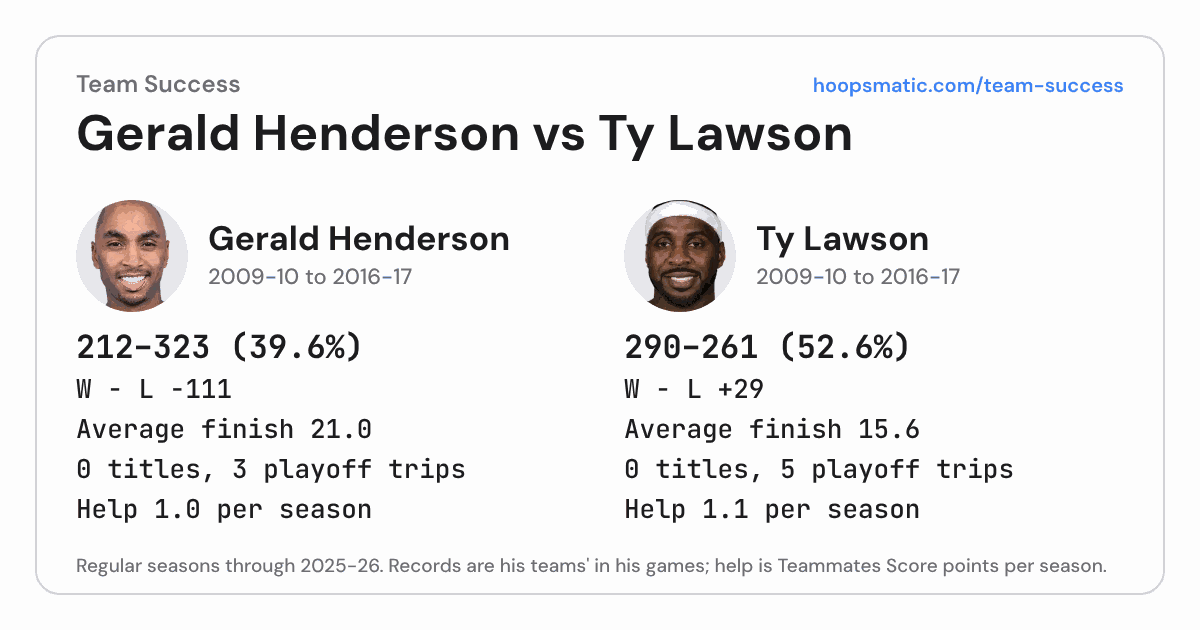 Team Success
hoopsmatic.com/team-success
Gerald Henderson vs Ty Lawson
Gerald Henderson
2009-10 to 2016-17
212-323 (39.6%)
W - L -111
Average finish 21.0
0 titles, 3 playoff trips
Help 1.0 per season
Ty Lawson
2009-10 to 2016-17
290-261 (52.6%)
W - L +29
Average finish 15.6
0 titles, 5 playoff trips
Help 1.1 per season
Regular seasons through 2025-26. Records are his teams' in his games; help is Teammates Score points per season.